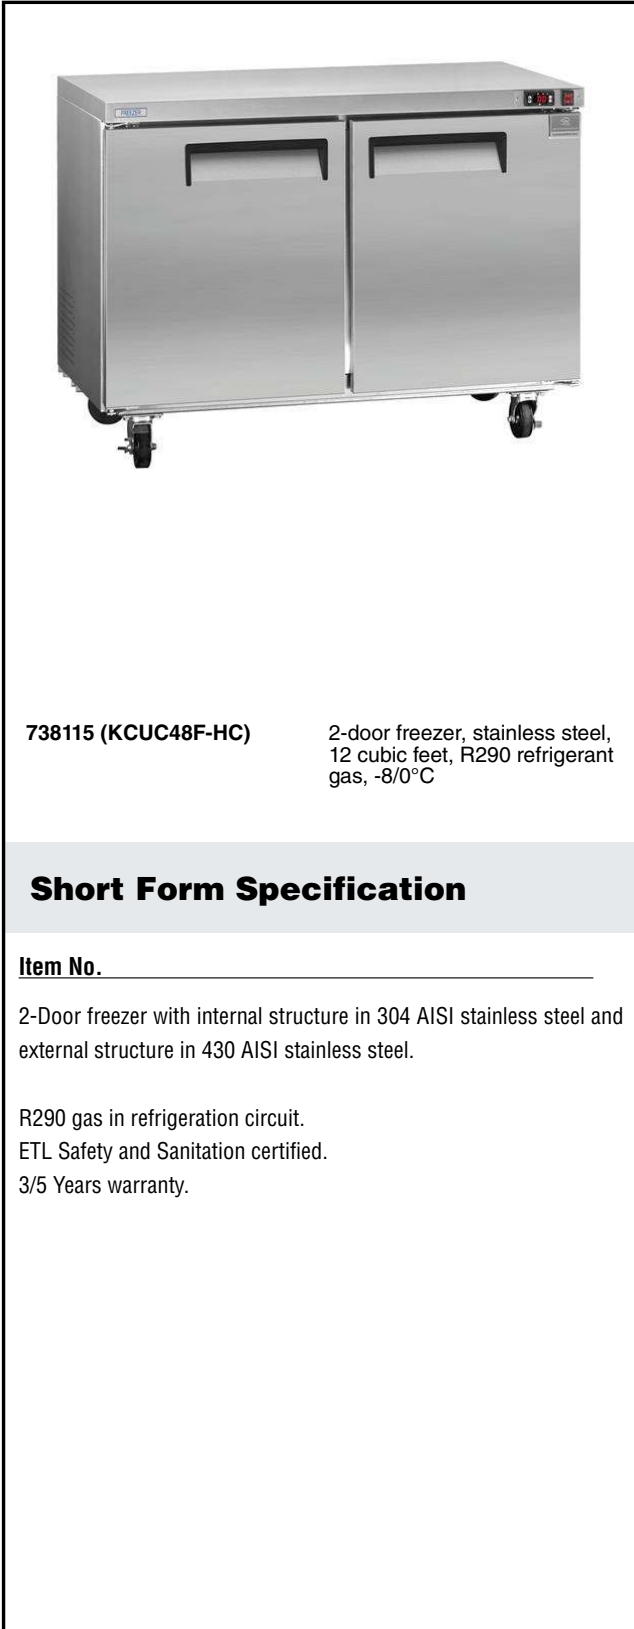 FREEZER
738115 (KCUC48F-HC)
2-door freezer, stainless steel,
12 cubic feet, R290 refrigerant
gas, -8/0°C
Short Form Specification
Item No.
2-Door freezer with internal structure in 304 AISI stainless steel and
external structure in 430 AISI stainless steel.
R290 gas in refrigeration circuit.
ETL Safety and Sanitation certified.
3/5 Years warranty.